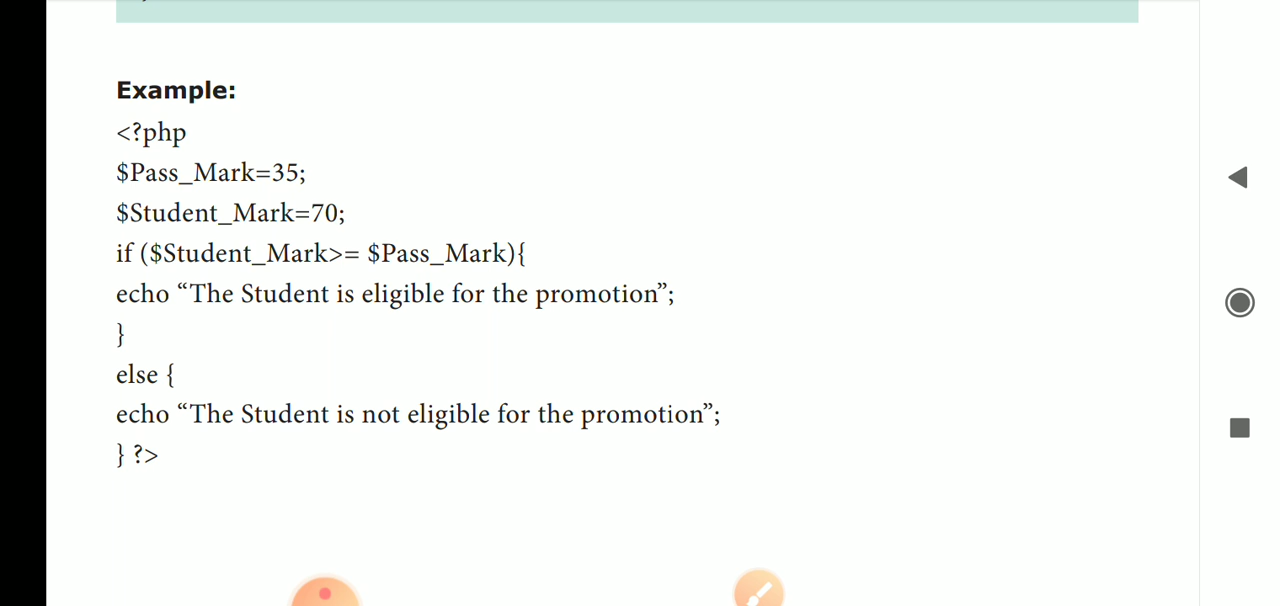 Example:
<?php
$Pass_Mark=35;
$Student_Mark=70;
if ($Student_Mark>= $Pass_Mark){
echo “The Student is eligible for the promotion”;
}
else {
echo “The Student is not eligible for the promotion”;
} ?>